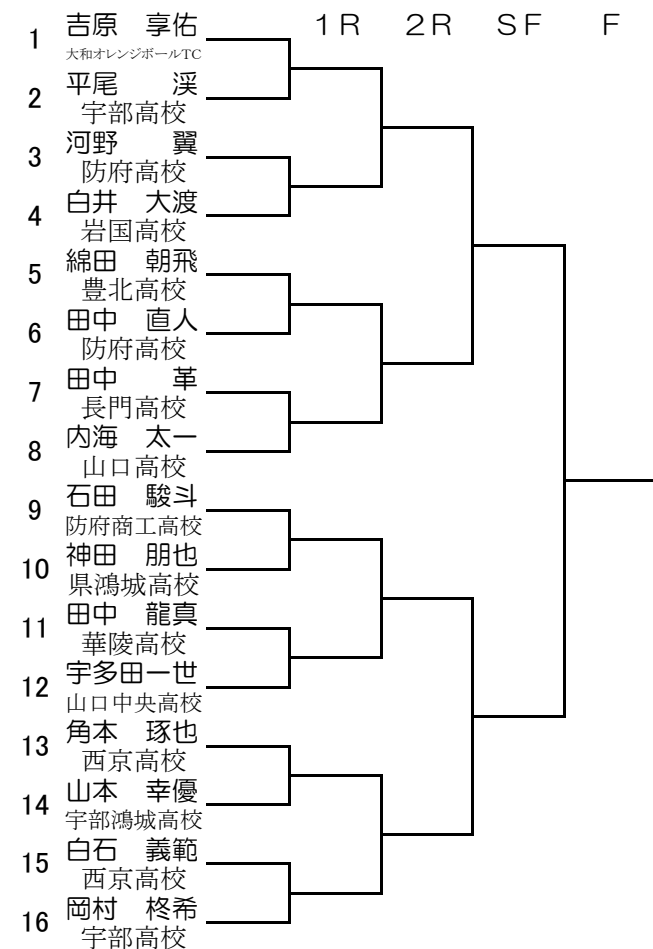 1R 2R SF F
1 吉原 享佑
大和オレンジボールTC
2 平尾 渓
宇部高校
3 河野 翼
防府高校
4 白井 大渡
岩国高校
5 綿田 朝飛
豊北高校
6 田中 直人
防府高校
7 田中 革
長門高校
8 内海 太一
山口高校
9 石田 駿斗
防府商工高校
10 神田 朋也
県鴻城高校
11 田中 龍真
華陵高校
12 宇多田一世
山口中央高校
13 角本 琢也
西京高校
14 山本 幸優
宇部鴻城高校
15 白石 義範
西京高校
16 岡村 柊希
宇部高校